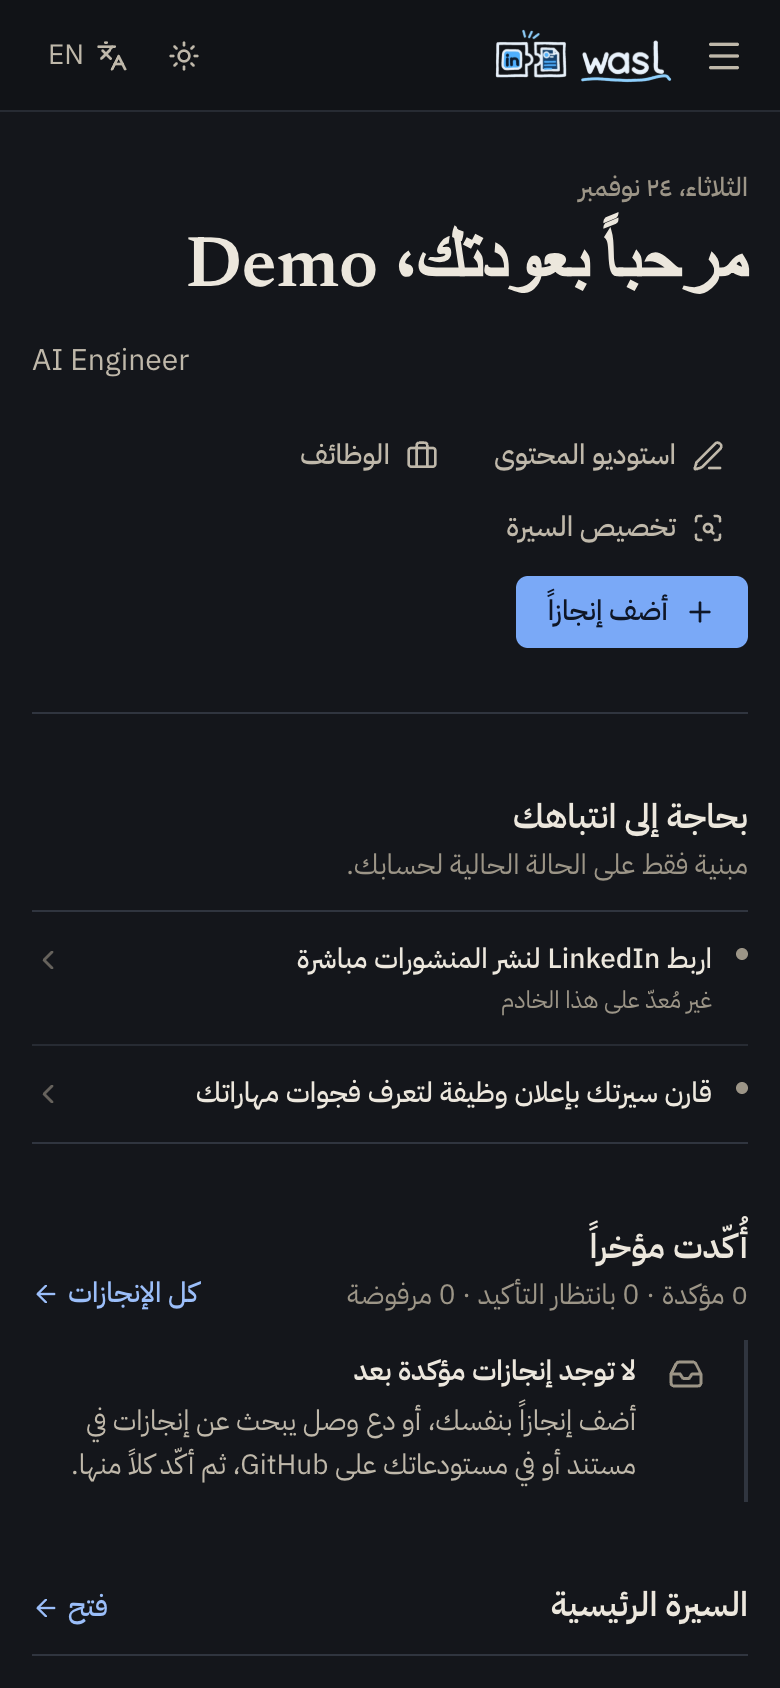 wasl
in
EN
الثلاثاء، ٢٤ نوفمبر
مرحباً بعودتك، Demo
AI Engineer
استوديو المحتوى
الوظائف
تخصيص السيرة
أضف إنجازاً
بحاجة إلى انتباهك
مبنية فقط على الحالة الحالية لحسابك.
اربط LinkedIn لنشر المنشورات مباشرة
غير مُعدّ على هذا الخادم
قارن سيرتك بإعلان وظيفة لتعرف فجوات مهاراتك
أُكّدت مؤخراً
0 مؤكدة · 0 بانتظار التأكيد · 0 مرفوضة
كل الإنجازات
لا توجد إنجازات مؤكدة بعد
أضف إنجازاً بنفسك، أو دع وصل يبحث عن إنجازات في
مستند أو في مستودعاتك على GitHub، ثم أكّد كلاً منها.
السيرة الرئيسية
فتح